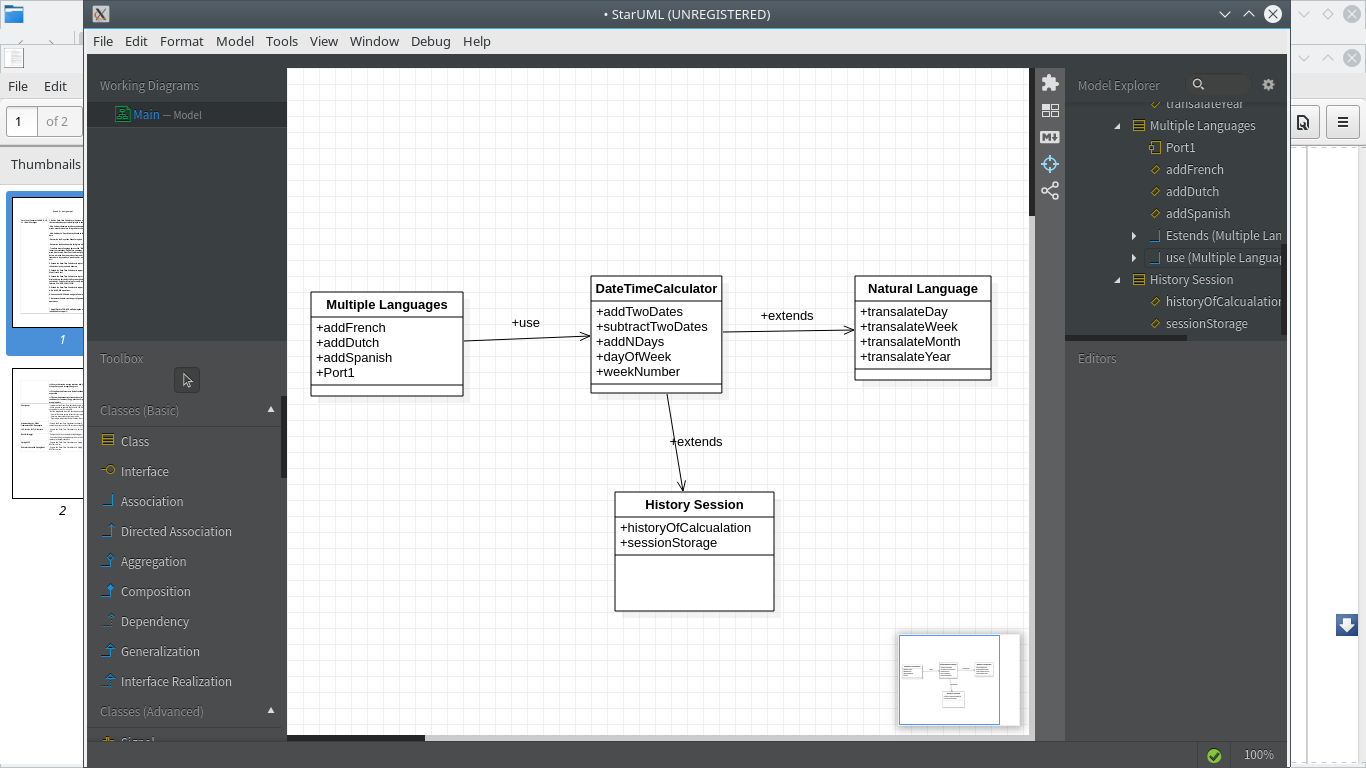 • StarUML (UNREGISTERED)
File Edit Format Model Tools View Window Debug Help
File Edit
1 of 2
Thumbnails
1
2
Working Diagrams
Main — Model
Toolbox
Classes (Basic)
Class
Interface
Association
Directed Association
Aggregation
Composition
Dependency
Generalization
Interface Realization
Classes (Advanced)
Signal
Multiple Languages
+addFrench
+addDutch
+addSpanish
+Port1
+use
DateTimeCalculator
+addTwoDates
+subtractTwoDates
+addNDays
+dayOfWeek
+weekNumber
+extends
Natural Language
+transalateDay
+transalateWeek
+transalateMonth
+transalateYear
+extends
History Session
+historyOfCalcualation
+sessionStorage
Model Explorer
transalateYear
Multiple Languages
Port1
addFrench
addDutch
addSpanish
Estends (Multiple Lan
use (Multiple Languag
History Session
historyOfCalcualation
sessionStorage
Editors
100%